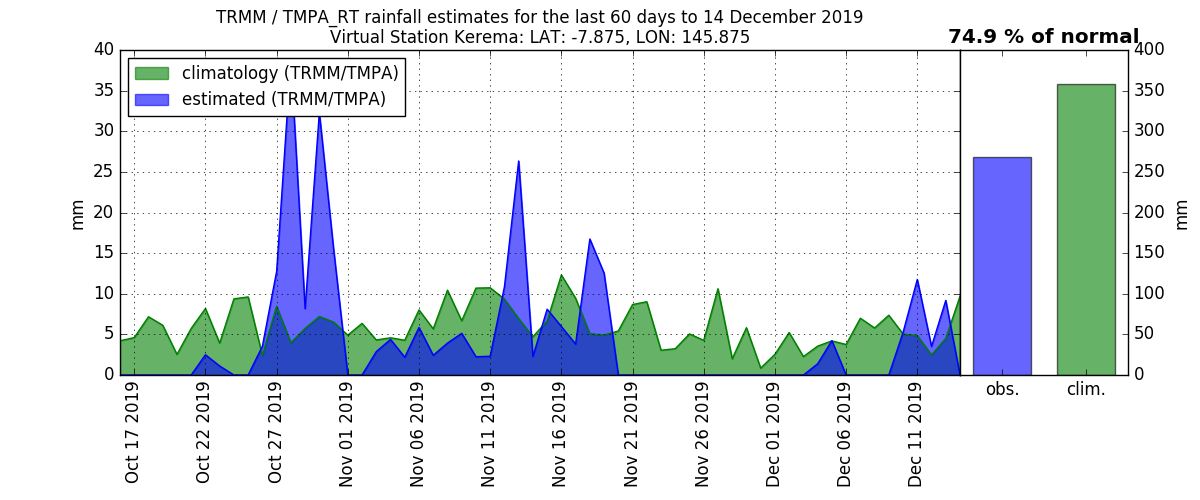 TRMM / TMPA_RT rainfall estimates for the last 60 days to 14 December 2019
Virtual Station Kerema: LAT: -7.875, LON: 145.875
74.9 % of normal
climatology (TRMM/TMPA)
estimated (TRMM/TMPA)
40
35
30
25
20
15
10
5
0
mm
400
350
300
250
200
150
100
50
0
mm
Oct 17 2019
Oct 22 2019
Oct 27 2019
Nov 01 2019
Nov 06 2019
Nov 11 2019
Nov 16 2019
Nov 21 2019
Nov 26 2019
Dec 01 2019
Dec 06 2019
Dec 11 2019
obs.
clim.